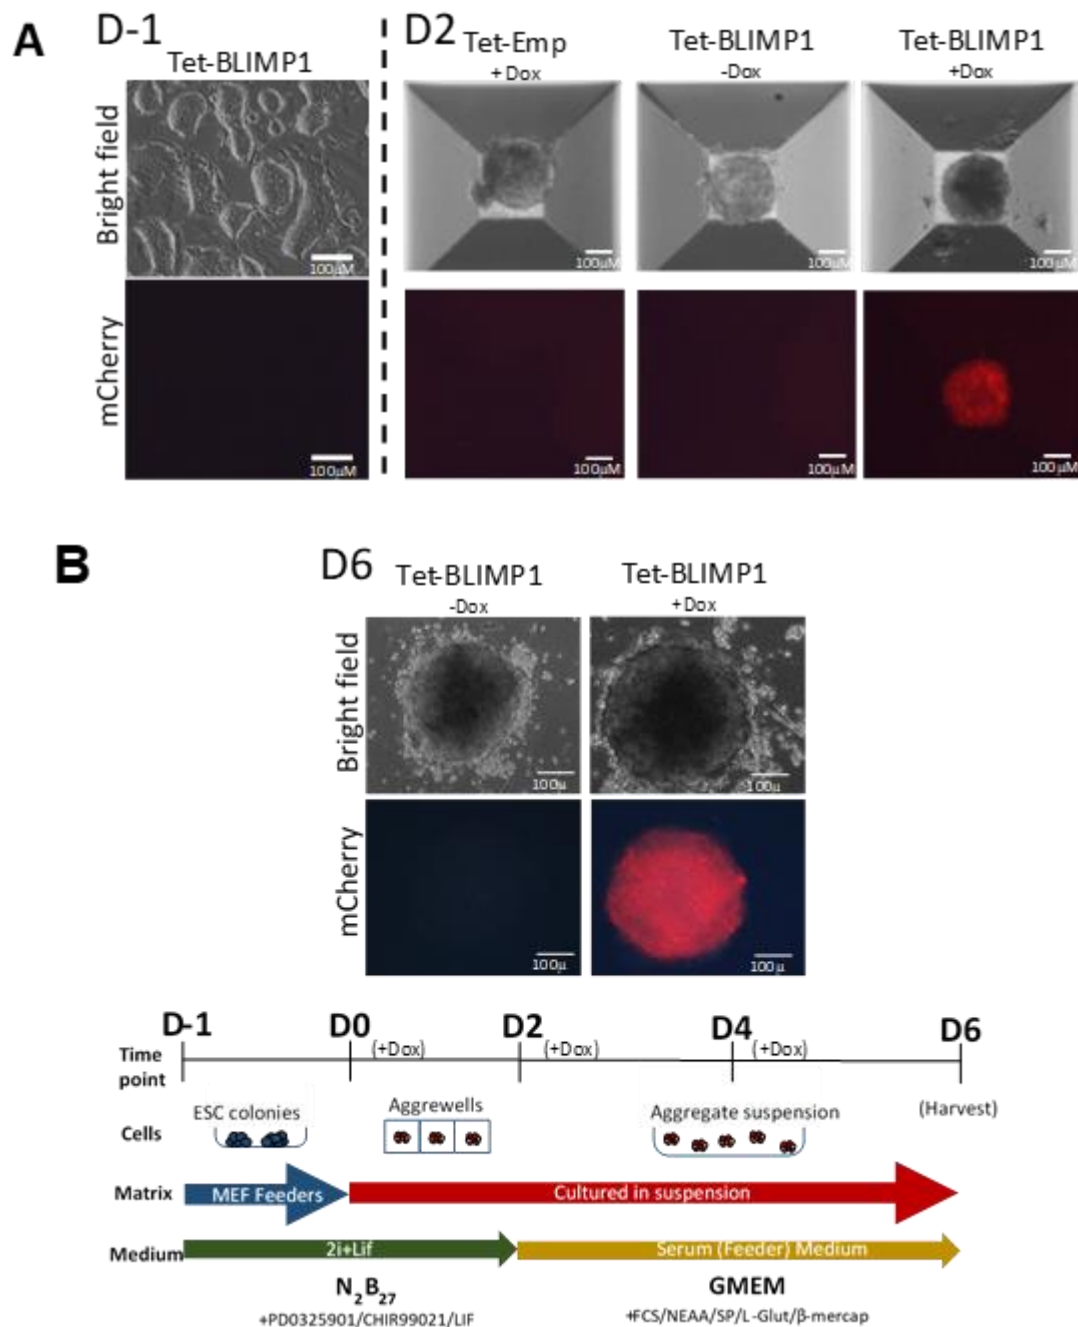 A
D-1
Tet-BLIMP1
D2
Tet-Emp
+Dox
Tet-BLIMP1
-Dox
Tet-BLIMP1
+Dox
Bright field
100µM
100µM
100µM
100µM
mCherry
100µM
100µM
100µM
100µM
B
D6
Tet-BLIMP1
-Dox
Tet-BLIMP1
+Dox
Bright field
100µ
100µ
mCherry
100µ
100µ
D-1
D0
D2
D4
D6
Time point
(+Dox)
(+Dox)
(+Dox)
Cells
ESC colonies
Aggrewells
Aggregate suspension
(Harvest)
Matrix
MEF Feeders
Cultured in suspension
Medium
2i+Lif
Serum (Feeder) Medium
N₂B₂₇
GMEM
+PD0325901/CHIR99021/LIF
+FCS/NEAA/SP/L-Glut/β-mercap